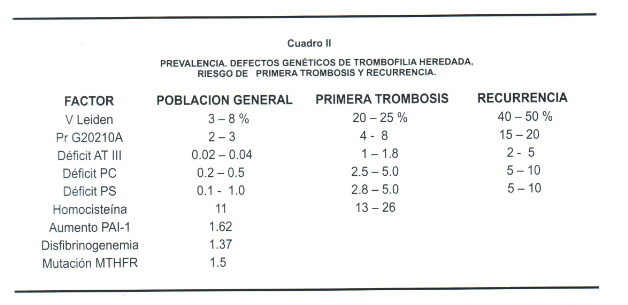 Cuadro II
PREVALENCIA. DEFECTOS GENÉTICOS DE TROMBOFILIA HEREDADA,
RIESGO DE PRIMERA TROMBOSIS Y RECURRENCIA.
FACTOR POBLACION GENERAL PRIMERA TROMBOSIS RECURRENCIA
V Leiden 3 – 8 % 20 – 25 % 40 – 50 %
Pr G20210A 2 – 3 4 - 8 15 – 20
Déficit AT III 0.02 – 0.04 1 – 1.8 2 - 5
Déficit PC 0.2 – 0.5 2.5 – 5.0 5 – 10
Déficit PS 0.1 - 1.0 2.8 – 5.0 5 – 10
Homocisteína 11 13 – 26
Aumento PAI-1 1.62
Disfibrinogenemia 1.37
Mutación MTHFR 1.5